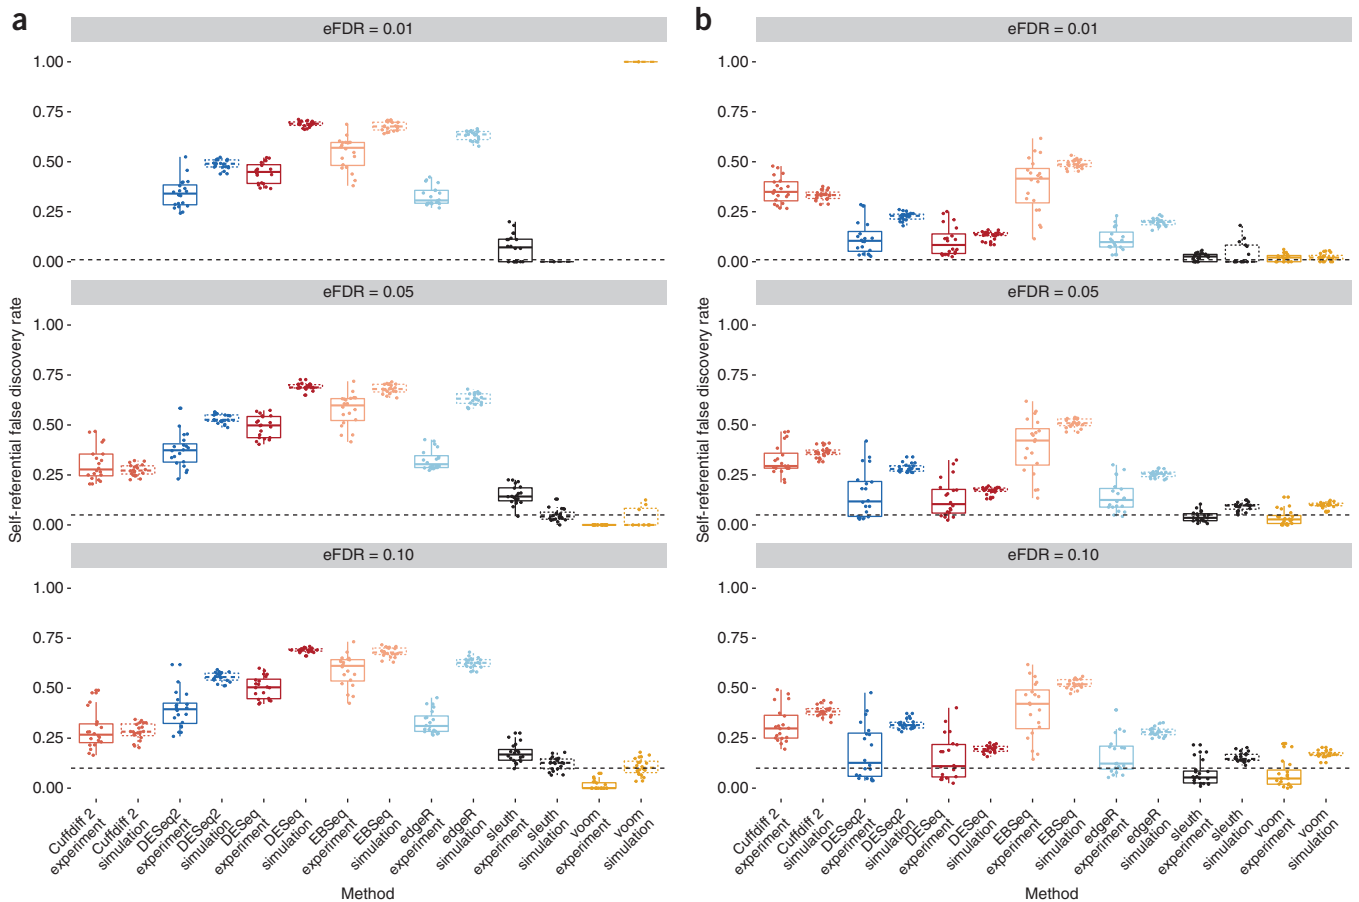 a
eFDR = 0.01
1.00
0.75
0.50
0.25
0.00
eFDR = 0.05
1.00
0.75
0.50
0.25
0.00
eFDR = 0.10
1.00
0.75
0.50
0.25
0.00
Self-referential false discovery rate
Cuffdiff 2
experiment
Cuffdiff 2
simulation
DESeq2
experiment
DESeq2
simulation
DESeq
experiment
DESeq
simulation
EBSeq
experiment
EBSeq
simulation
edgeR
experiment
edgeR
simulation
sleuth
experiment
sleuth
simulation
voom
experiment
voom
simulation
Method
b
eFDR = 0.01
1.00
0.75
0.50
0.25
0.00
eFDR = 0.05
1.00
0.75
0.50
0.25
0.00
eFDR = 0.10
1.00
0.75
0.50
0.25
0.00
Self-referential false discovery rate
Cuffdiff 2
experiment
Cuffdiff 2
simulation
DESeq2
experiment
DESeq2
simulation
DESeq
experiment
DESeq
simulation
EBSeq
experiment
EBSeq
simulation
edgeR
experiment
edgeR
simulation
sleuth
experiment
sleuth
simulation
voom
experiment
voom
simulation
Method